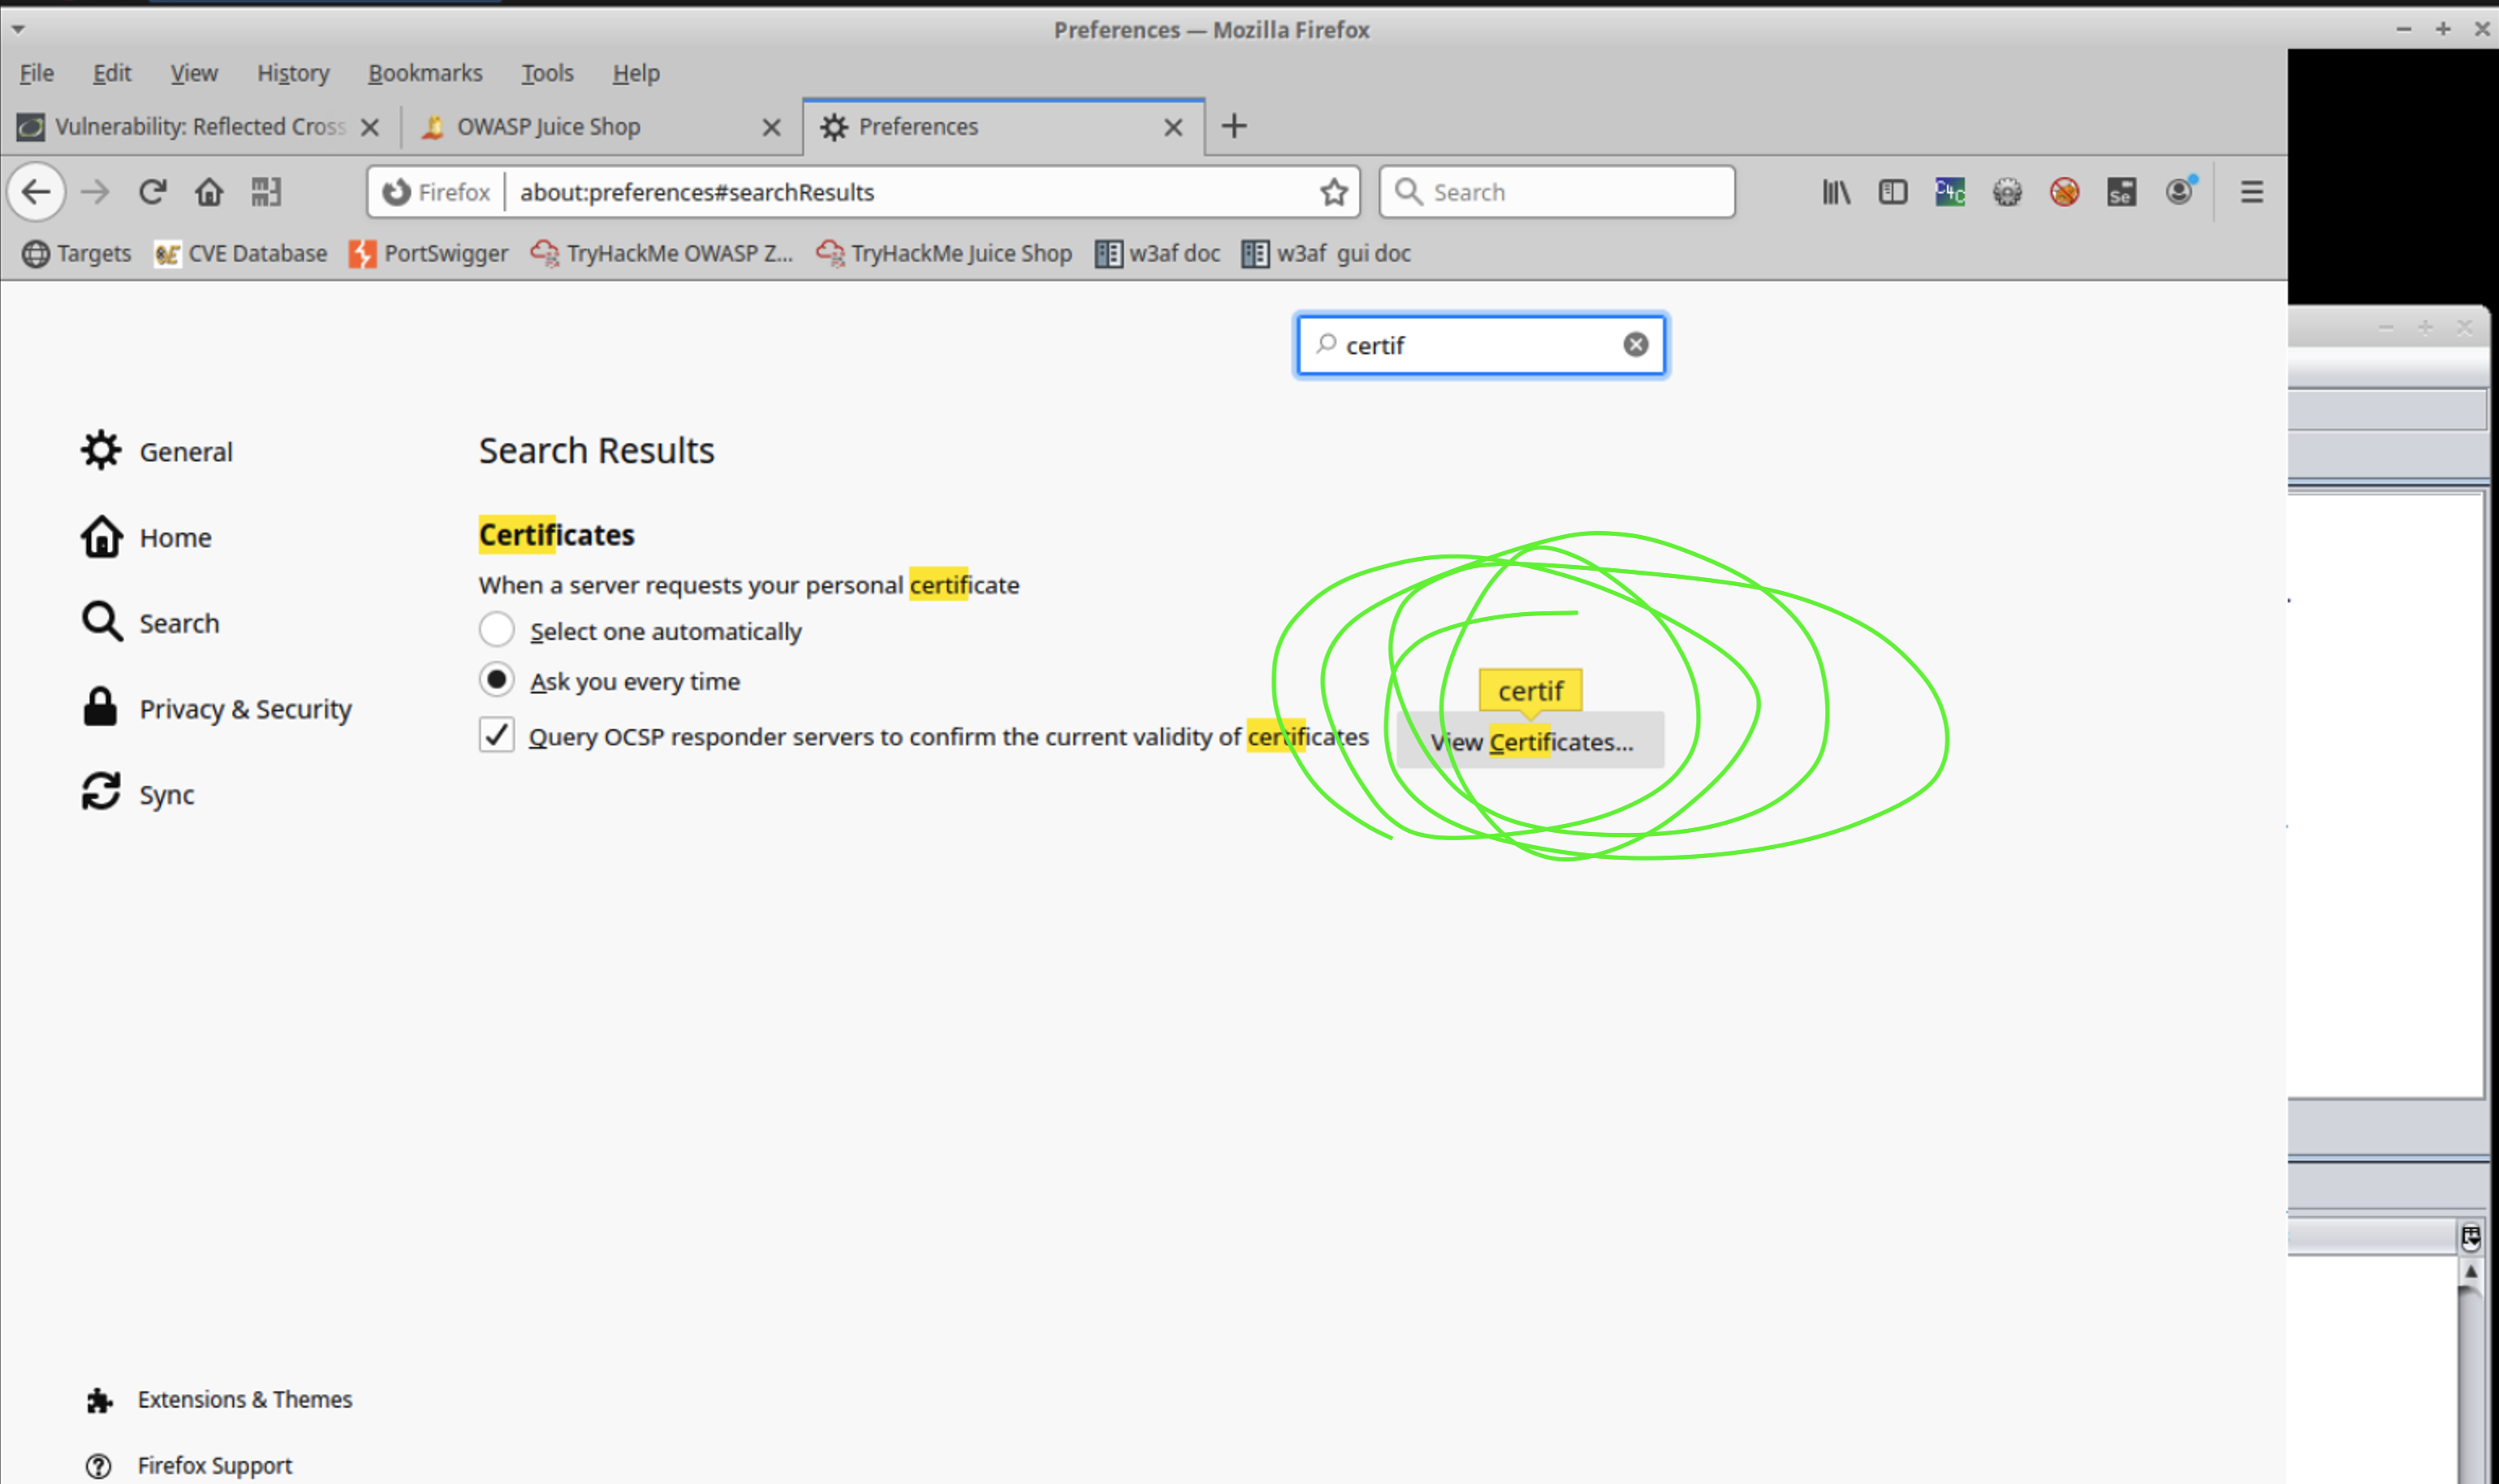 Preferences — Mozilla Firefox
File Edit View History Bookmarks Tools Help
Vulnerability: Reflected Cross OWASP Juice Shop Preferences
Firefox about:preferences#searchResults Search C4C Se
Targets CVE Database PortSwigger TryHackMe OWASP Z... TryHackMe Juice Shop w3af doc w3af gui doc
certif
General
Home
Search
Privacy & Security
Sync
Search Results
Certificates
When a server requests your personal certificate
Select one automatically
Ask you every time
Query OCSP responder servers to confirm the current validity of certificates
certif
View Certificates...
Extensions & Themes
Firefox Support